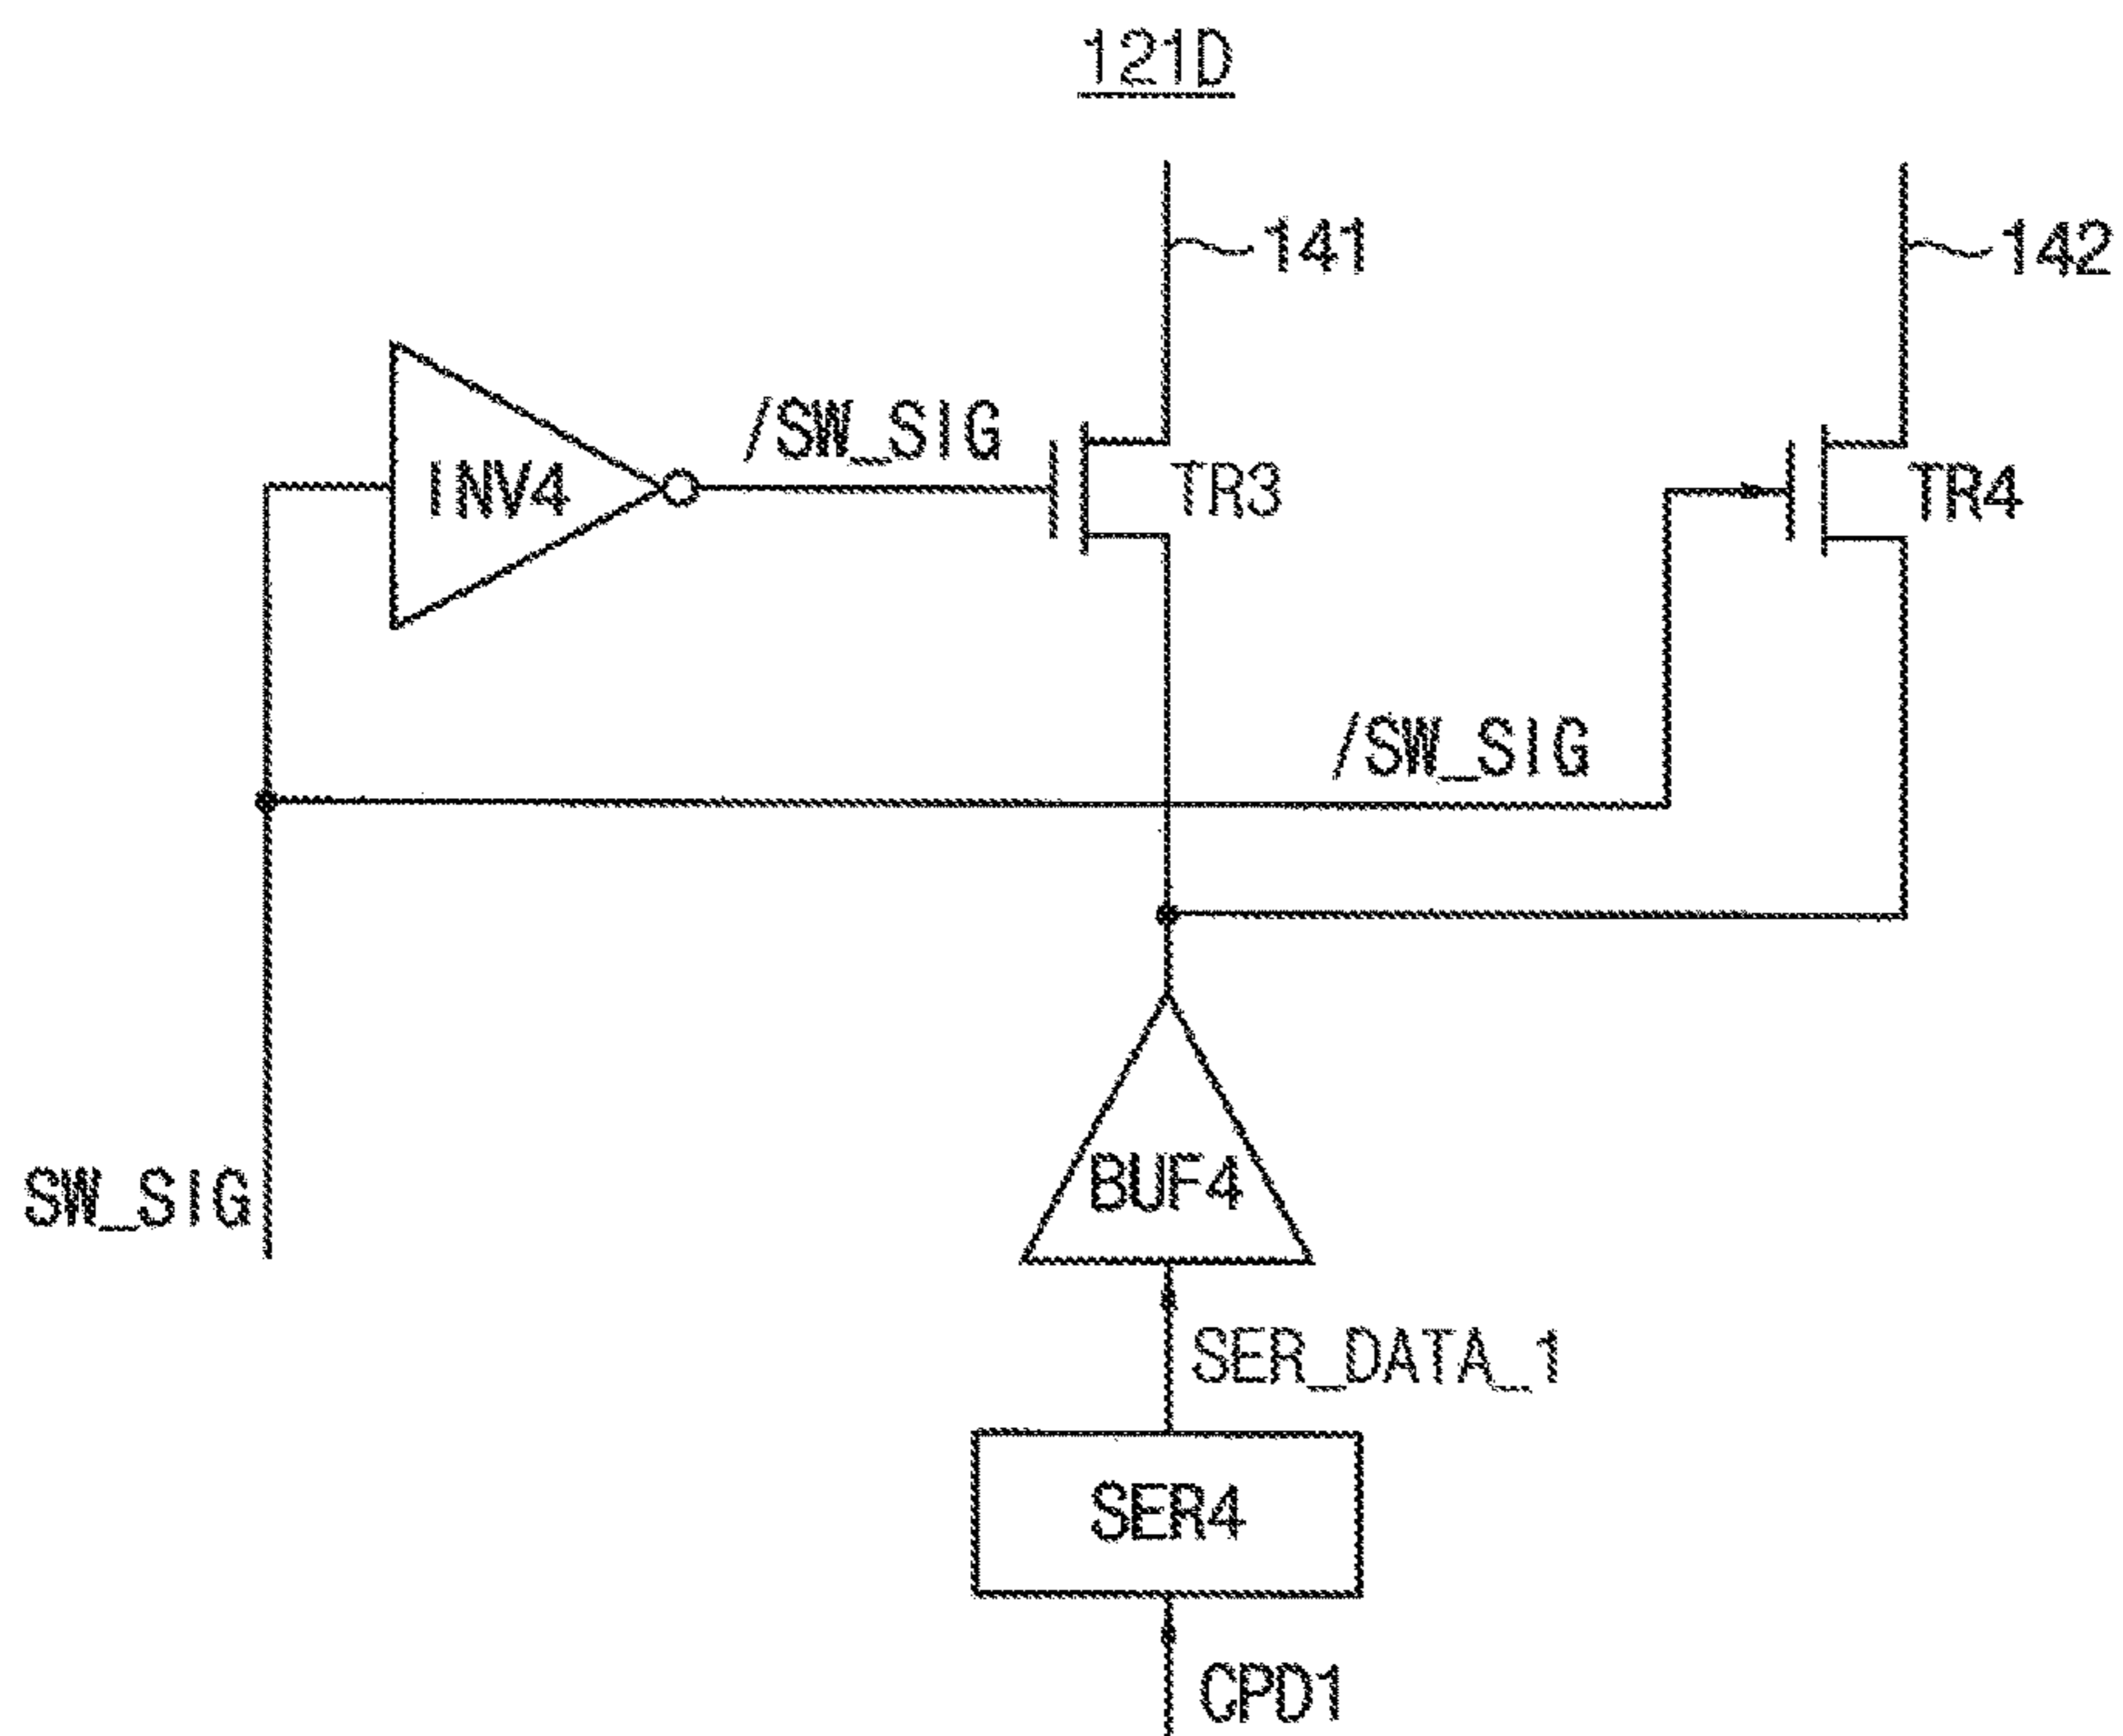 121D
141
142
/SW_SIG
INV4
TR3
TR4
/SW_SIG
SW_SIG
BUF4
SER_DATA_1
SER4
CPD1